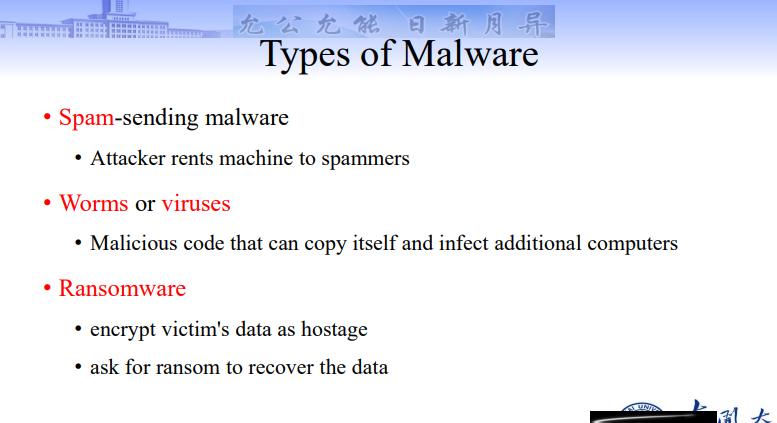 允公允能 日新月异
Types of Malware
• Spam-sending malware
• Attacker rents machine to spammers
• Worms or viruses
• Malicious code that can copy itself and infect additional computers
• Ransomware
• encrypt victim's data as hostage
• ask for ransom to recover the data